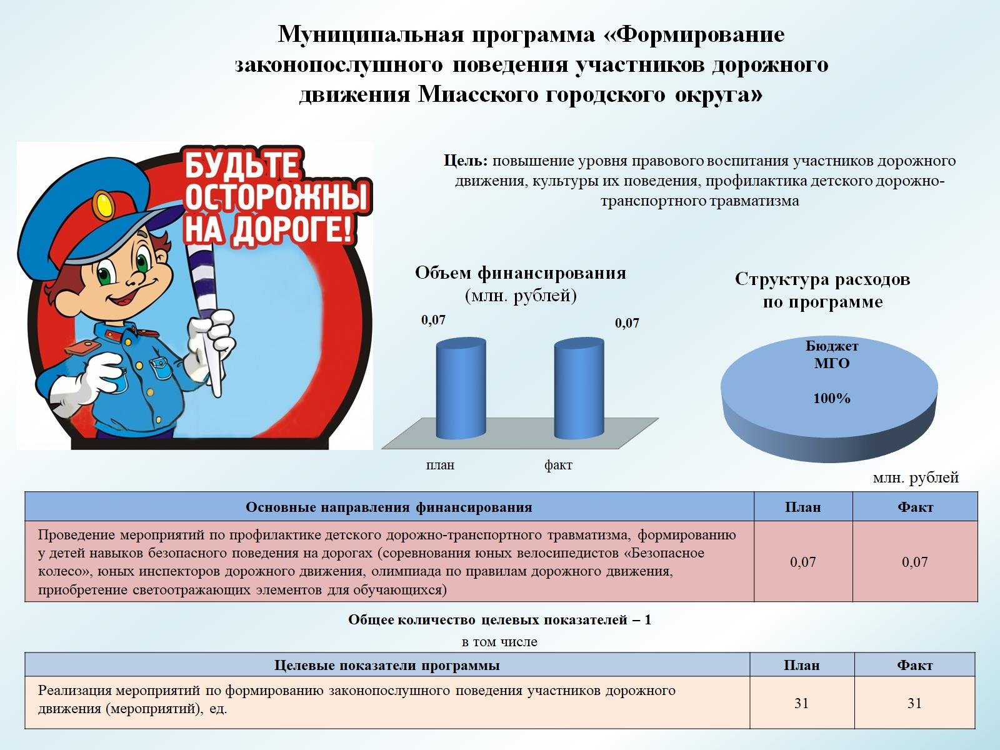 Муниципальная программа «Формирование
законопослушного поведения участников дорожного
движения Миасского городского округа»
БУДЬТЕ
ОСТОРОЖНЫ
НА ДОРОГЕ!
Цель: повышение уровня правового воспитания участников дорожного
движения, культуры их поведения, профилактика детского дорожно-
транспортного травматизма
Объем финансирования
(млн. рублей)
0,07
0,07
план
факт
Структура расходов
по программе
Бюджет
МГО
100%
млн. рублей
Основные направления финансирования
План
Факт
Проведение мероприятий по профилактике детского дорожно-транспортного травматизма, формированию
у детей навыков безопасного поведения на дорогах (соревнования юных велосипедистов «Безопасное
колесо», юных инспекторов дорожного движения, олимпиада по правилам дорожного движения,
приобретение светоотражающих элементов для обучающихся)
0,07
0,07
Общее количество целевых показателей – 1
в том числе
Целевые показатели программы
План
Факт
Реализация мероприятий по формированию законопослушного поведения участников дорожного
движения (мероприятий), ед.
31
31